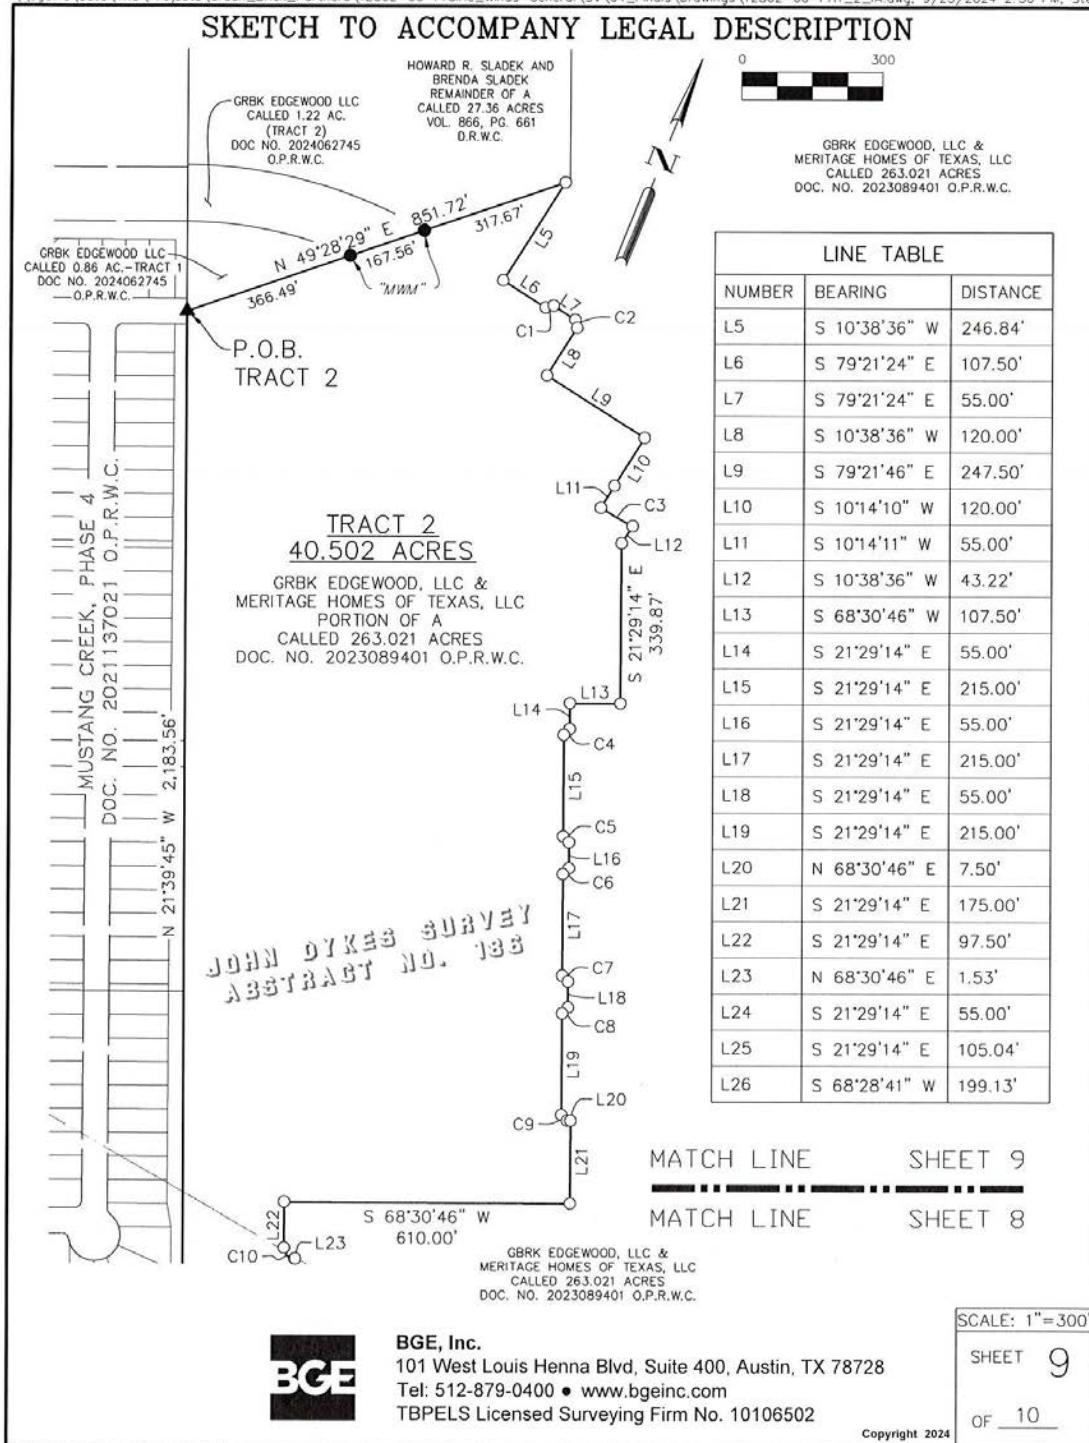 SKETCH TO ACCOMPANY LEGAL DESCRIPTION
HOWARD R. SLADEK AND
BRENDA SLADEK
REMAINDER OF A
CALLED 27.36 ACRES
VOL. 866, PG. 661
O.R.W.C.
GRBK EDGEWOOD LLC
CALLED 1.22 AC.
(TRACT 2)
DOC NO. 2024062745
O.P.R.W.C.
0 300
N
GBRK EDGEWOOD, LLC &
MERITAGE HOMES OF TEXAS, LLC
CALLED 263.021 ACRES
DOC. NO. 2023089401 O.P.R.W.C.
GRBK EDGEWOOD LLC
CALLED 0.86 AC.-TRACT 1
DOC NO. 2024062745
O.P.R.W.C.
N 49°28'29" E 851.72'
366.49'
167.56'
317.67'
"MWM"
P.O.B.
TRACT 2
L5
L6
L7
C1
C2
L8
L9
L10
L11
C3
L12
S 21°29'14" E
339.87'
TRACT 2
40.502 ACRES
GRBK EDGEWOOD, LLC &
MERITAGE HOMES OF TEXAS, LLC
PORTION OF A
CALLED 263.021 ACRES
DOC. NO. 2023089401 O.P.R.W.C.
MUSTANG CREEK, PHASE 4
DOC. NO. 2021137021 O.P.R.W.C.
N 21°39'45" W 2,183.56'
L13
L14
C4
L15
C5
L16
C6
L17
C7
L18
C8
L19
L20
C9
L21
JOHN DYKES SURVEY
ABSTRACT NO. 186
S 68°30'46" W
610.00'
L22
C10
L23
GBRK EDGEWOOD, LLC &
MERITAGE HOMES OF TEXAS, LLC
CALLED 263.021 ACRES
DOC. NO. 2023089401 O.P.R.W.C.
LINE TABLE
NUMBER BEARING DISTANCE
L5 S 10°38'36" W 246.84'
L6 S 79°21'24" E 107.50'
L7 S 79°21'24" E 55.00'
L8 S 10°38'36" W 120.00'
L9 S 79°21'46" E 247.50'
L10 S 10°14'10" W 120.00'
L11 S 10°14'11" W 55.00'
L12 S 10°38'36" W 43.22'
L13 S 68°30'46" W 107.50'
L14 S 21°29'14" E 55.00'
L15 S 21°29'14" E 215.00'
L16 S 21°29'14" E 55.00'
L17 S 21°29'14" E 215.00'
L18 S 21°29'14" E 55.00'
L19 S 21°29'14" E 215.00'
L20 N 68°30'46" E 7.50'
L21 S 21°29'14" E 175.00'
L22 S 21°29'14" E 97.50'
L23 N 68°30'46" E 1.53'
L24 S 21°29'14" E 55.00'
L25 S 21°29'14" E 105.04'
L26 S 68°28'41" W 199.13'
MATCH LINE SHEET 9
MATCH LINE SHEET 8
BGE
BGE, Inc.
101 West Louis Henna Blvd, Suite 400, Austin, TX 78728
Tel: 512-879-0400 ● www.bgeinc.com
TBPELS Licensed Surveying Firm No. 10106502
Copyright 2024
SCALE: 1"=300'
SHEET 9
OF 10